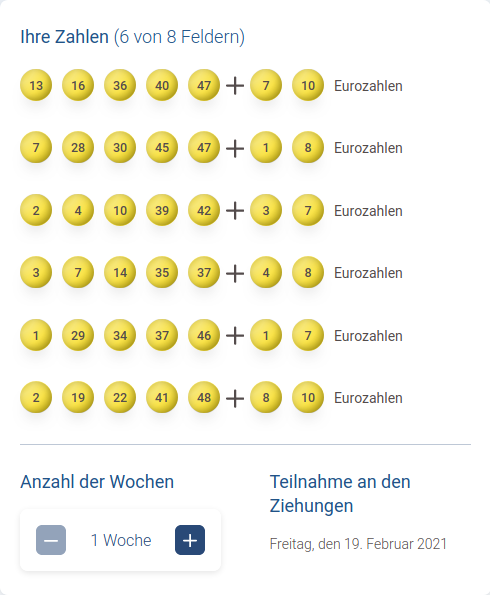 Ihre Zahlen (6 von 8 Feldern)
13 16 36 40 47 + 7 10 Eurozahlen
7 28 30 45 47 + 1 8 Eurozahlen
2 4 10 39 42 + 3 7 Eurozahlen
3 7 14 35 37 + 4 8 Eurozahlen
1 29 34 37 46 + 1 7 Eurozahlen
2 19 22 41 48 + 8 10 Eurozahlen
Anzahl der Wochen
− 1 Woche +
Teilnahme an den
Ziehungen
Freitag, den 19. Februar 2021